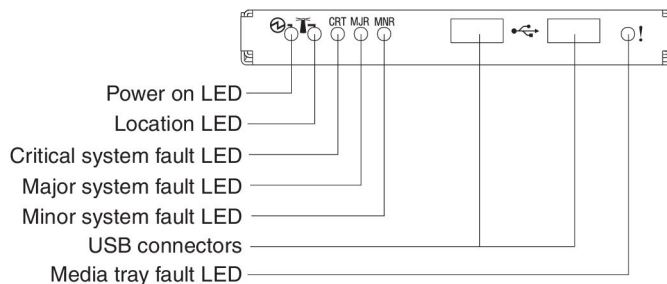 CRT MJR MNR
!
Power on LED
Location LED
Critical system fault LED
Major system fault LED
Minor system fault LED
USB connectors
Media tray fault LED